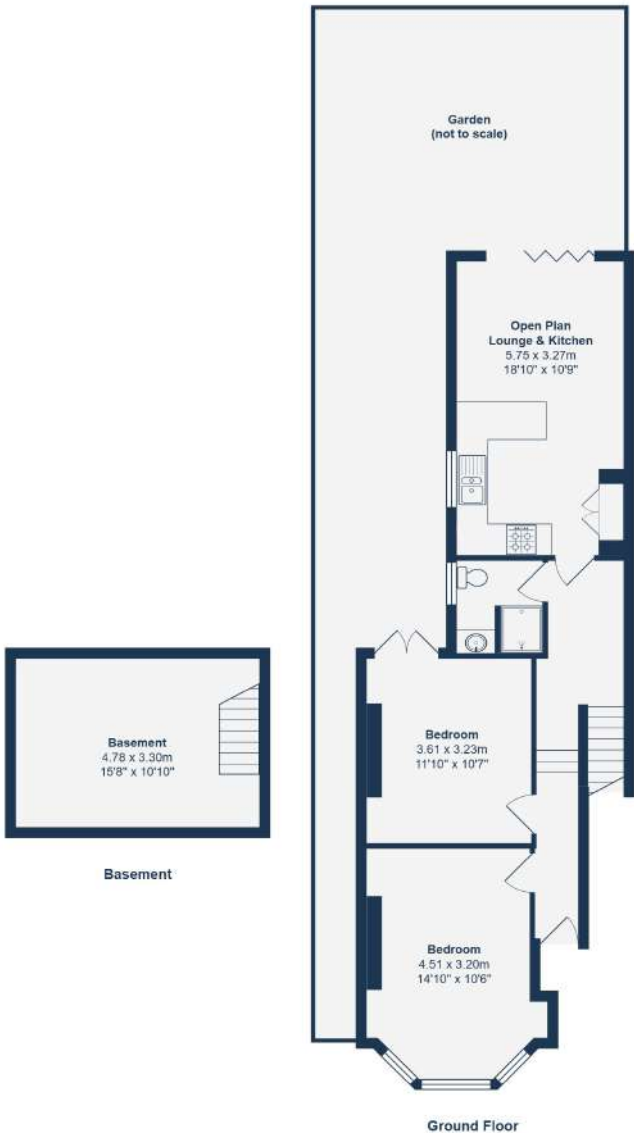 Garden
(not to scale)
Open Plan
Lounge & Kitchen
5.75 x 3.27m
18'10" x 10'9"
Basement
4.78 x 3.30m
15'8" x 10'10"
Basement
Bedroom
3.61 x 3.23m
11'10" x 10'7"
Bedroom
4.51 x 3.20m
14'10" x 10'6"
Ground Floor